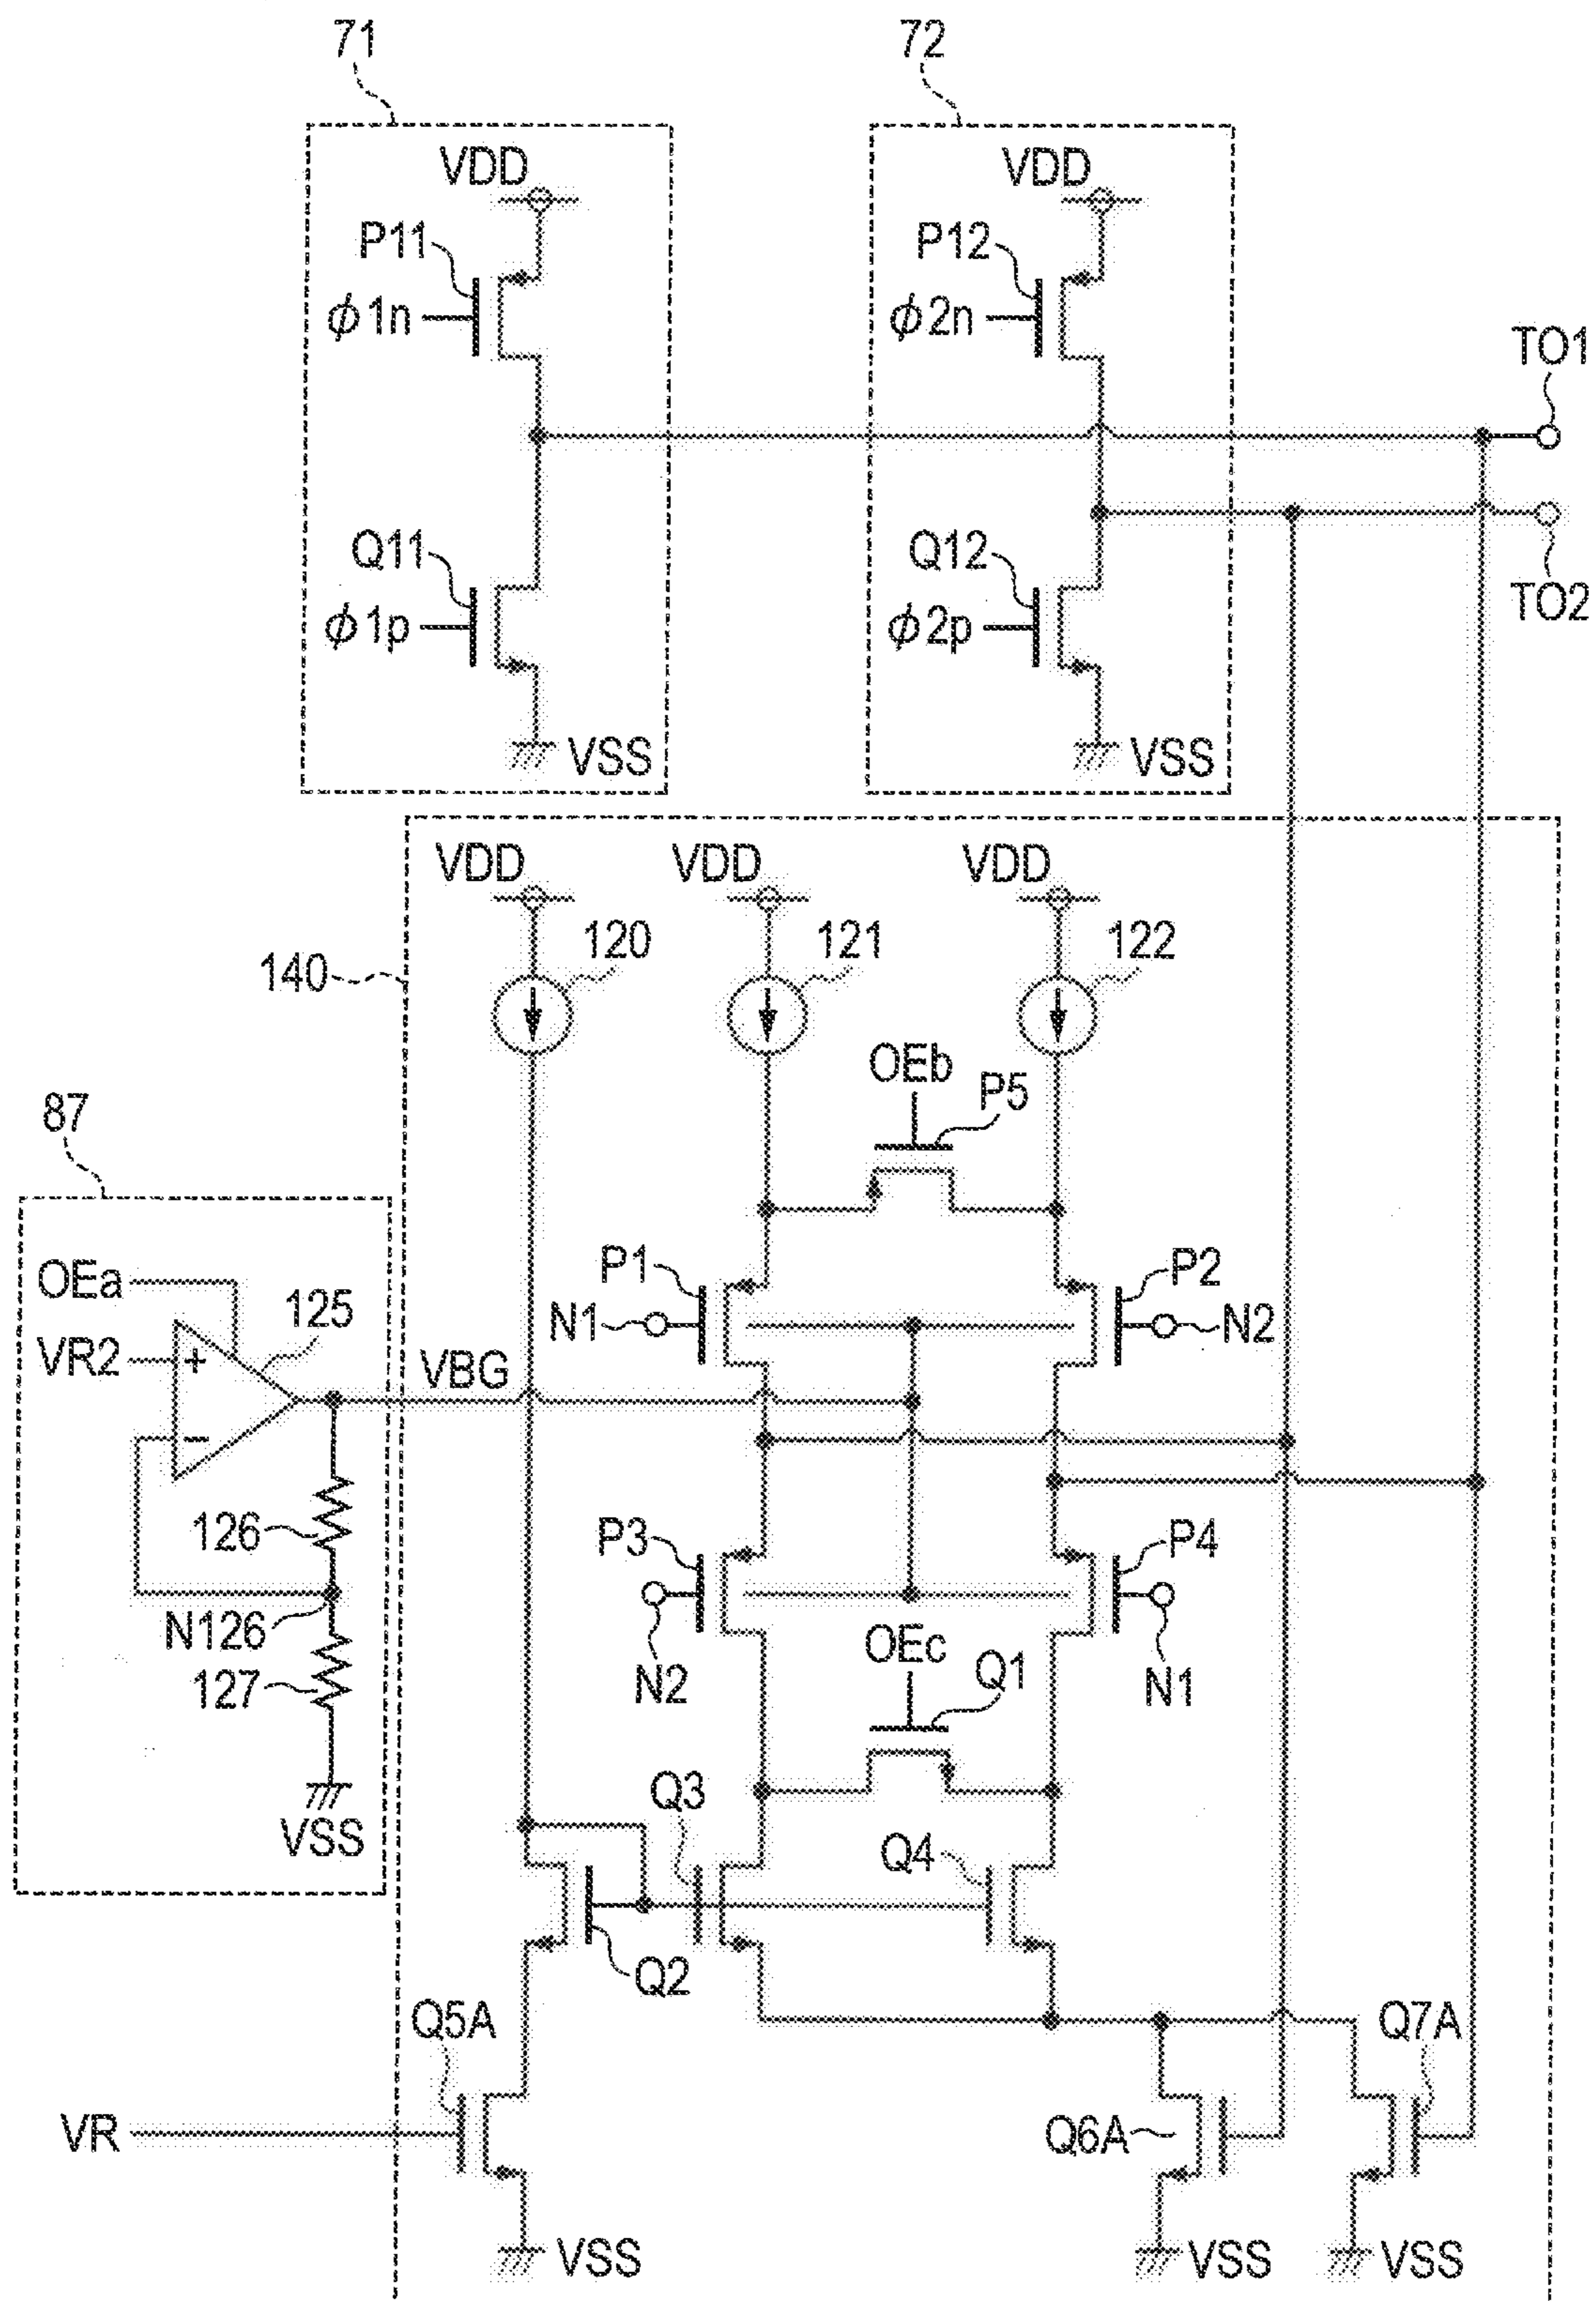 71
72
VDD
VDD
P11
P12
ϕ1n
ϕ2n
TO1
Q11
Q12
ϕ1p
ϕ2p
TO2
VSS
VSS
VDD
VDD
VDD
120
121
122
140
OEb
P5
87
P1
P2
OEa
125
N1
N2
VR2
+
VBG
−
126
P3
P4
N126
OEc
127
N2
Q1
N1
Q3
VSS
Q4
Q2
Q5A
Q7A
VR
Q6A
VSS
VSS
VSS